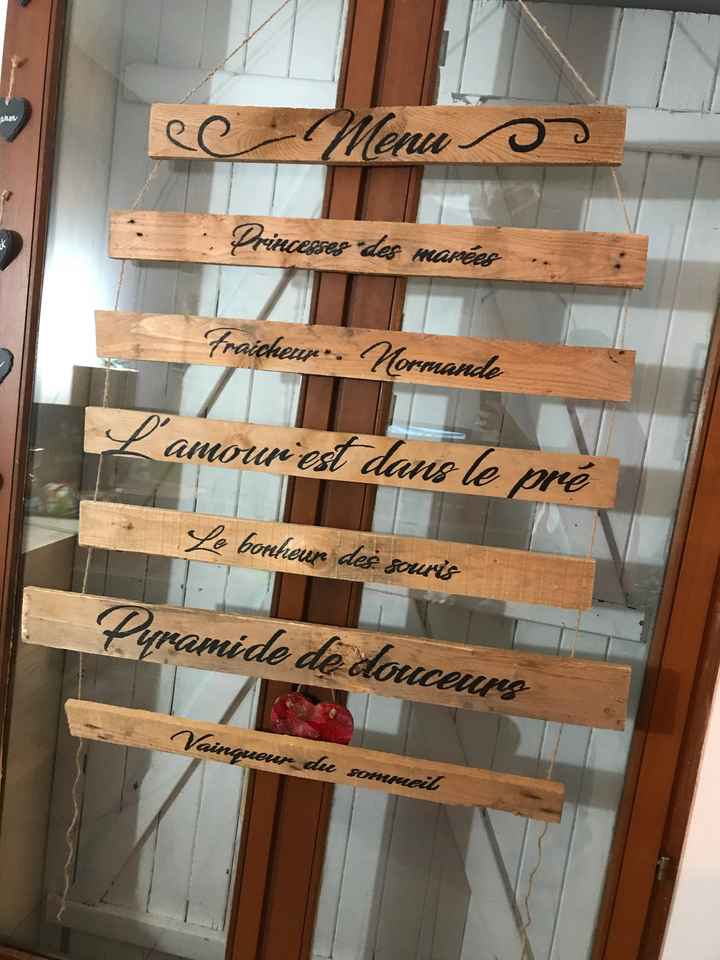 Menu
Princesses des marées
Fraicheur Normande
L'amour est dans le pré
Le bonheur des souris
Pyramide de douceurs
Vainqueur du sommeil